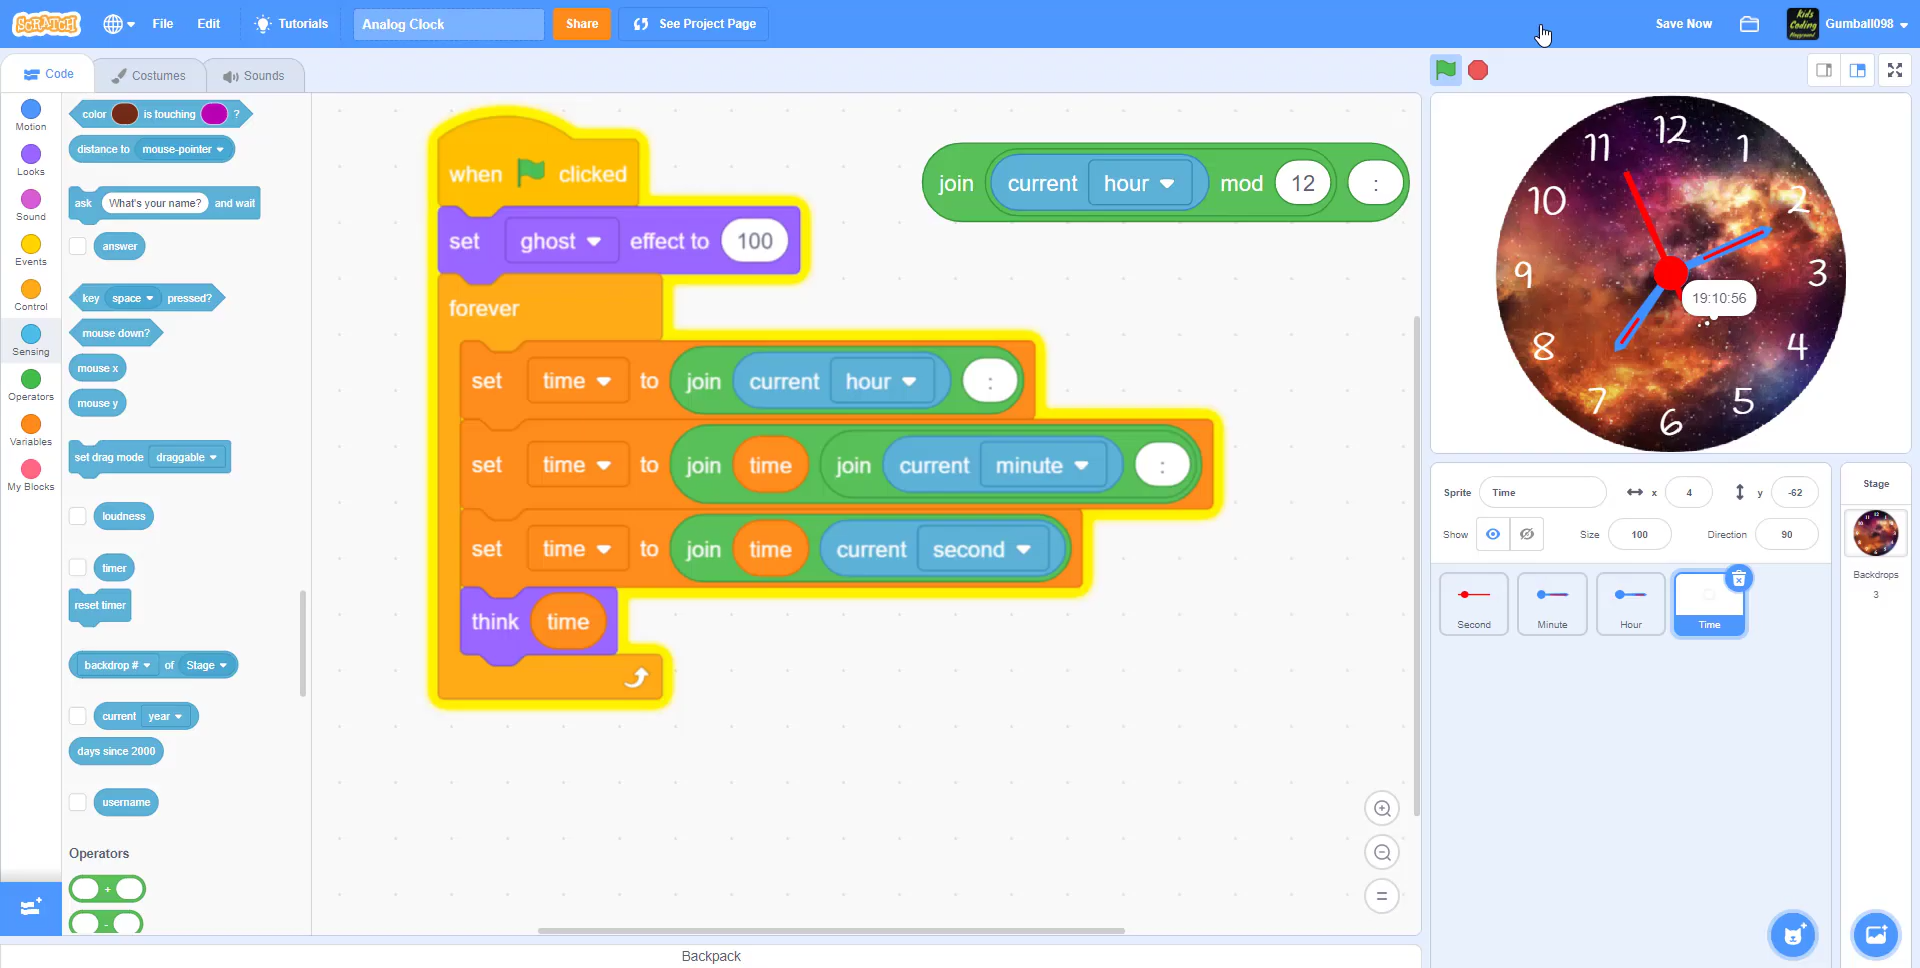 SCRATCH File Edit Tutorials Analog Clock Share See Project Page Save Now Kids Coding Playground Gumball098
Code Costumes Sounds
Motion
Looks
Sound
Events
Control
Sensing
Operators
Variables
My Blocks
color is touching ?
distance to mouse-pointer
ask What's your name? and wait
answer
key space pressed?
mouse down?
mouse x
mouse y
set drag mode draggable
loudness
timer
reset timer
backdrop # of Stage
current year
days since 2000
username
Operators
+
-
when clicked
set ghost effect to 100
forever
set time to join current hour :
set time to join time join current minute :
set time to join time current second
think time
join current hour mod 12 :
=
Backpack
12
1
2
3
4
5
6
7
8
9
10
11
19:10:56
Sprite Time x 4 y -62
Show Size 100 Direction 90
Second Minute Hour Time
Stage
Backdrops
3